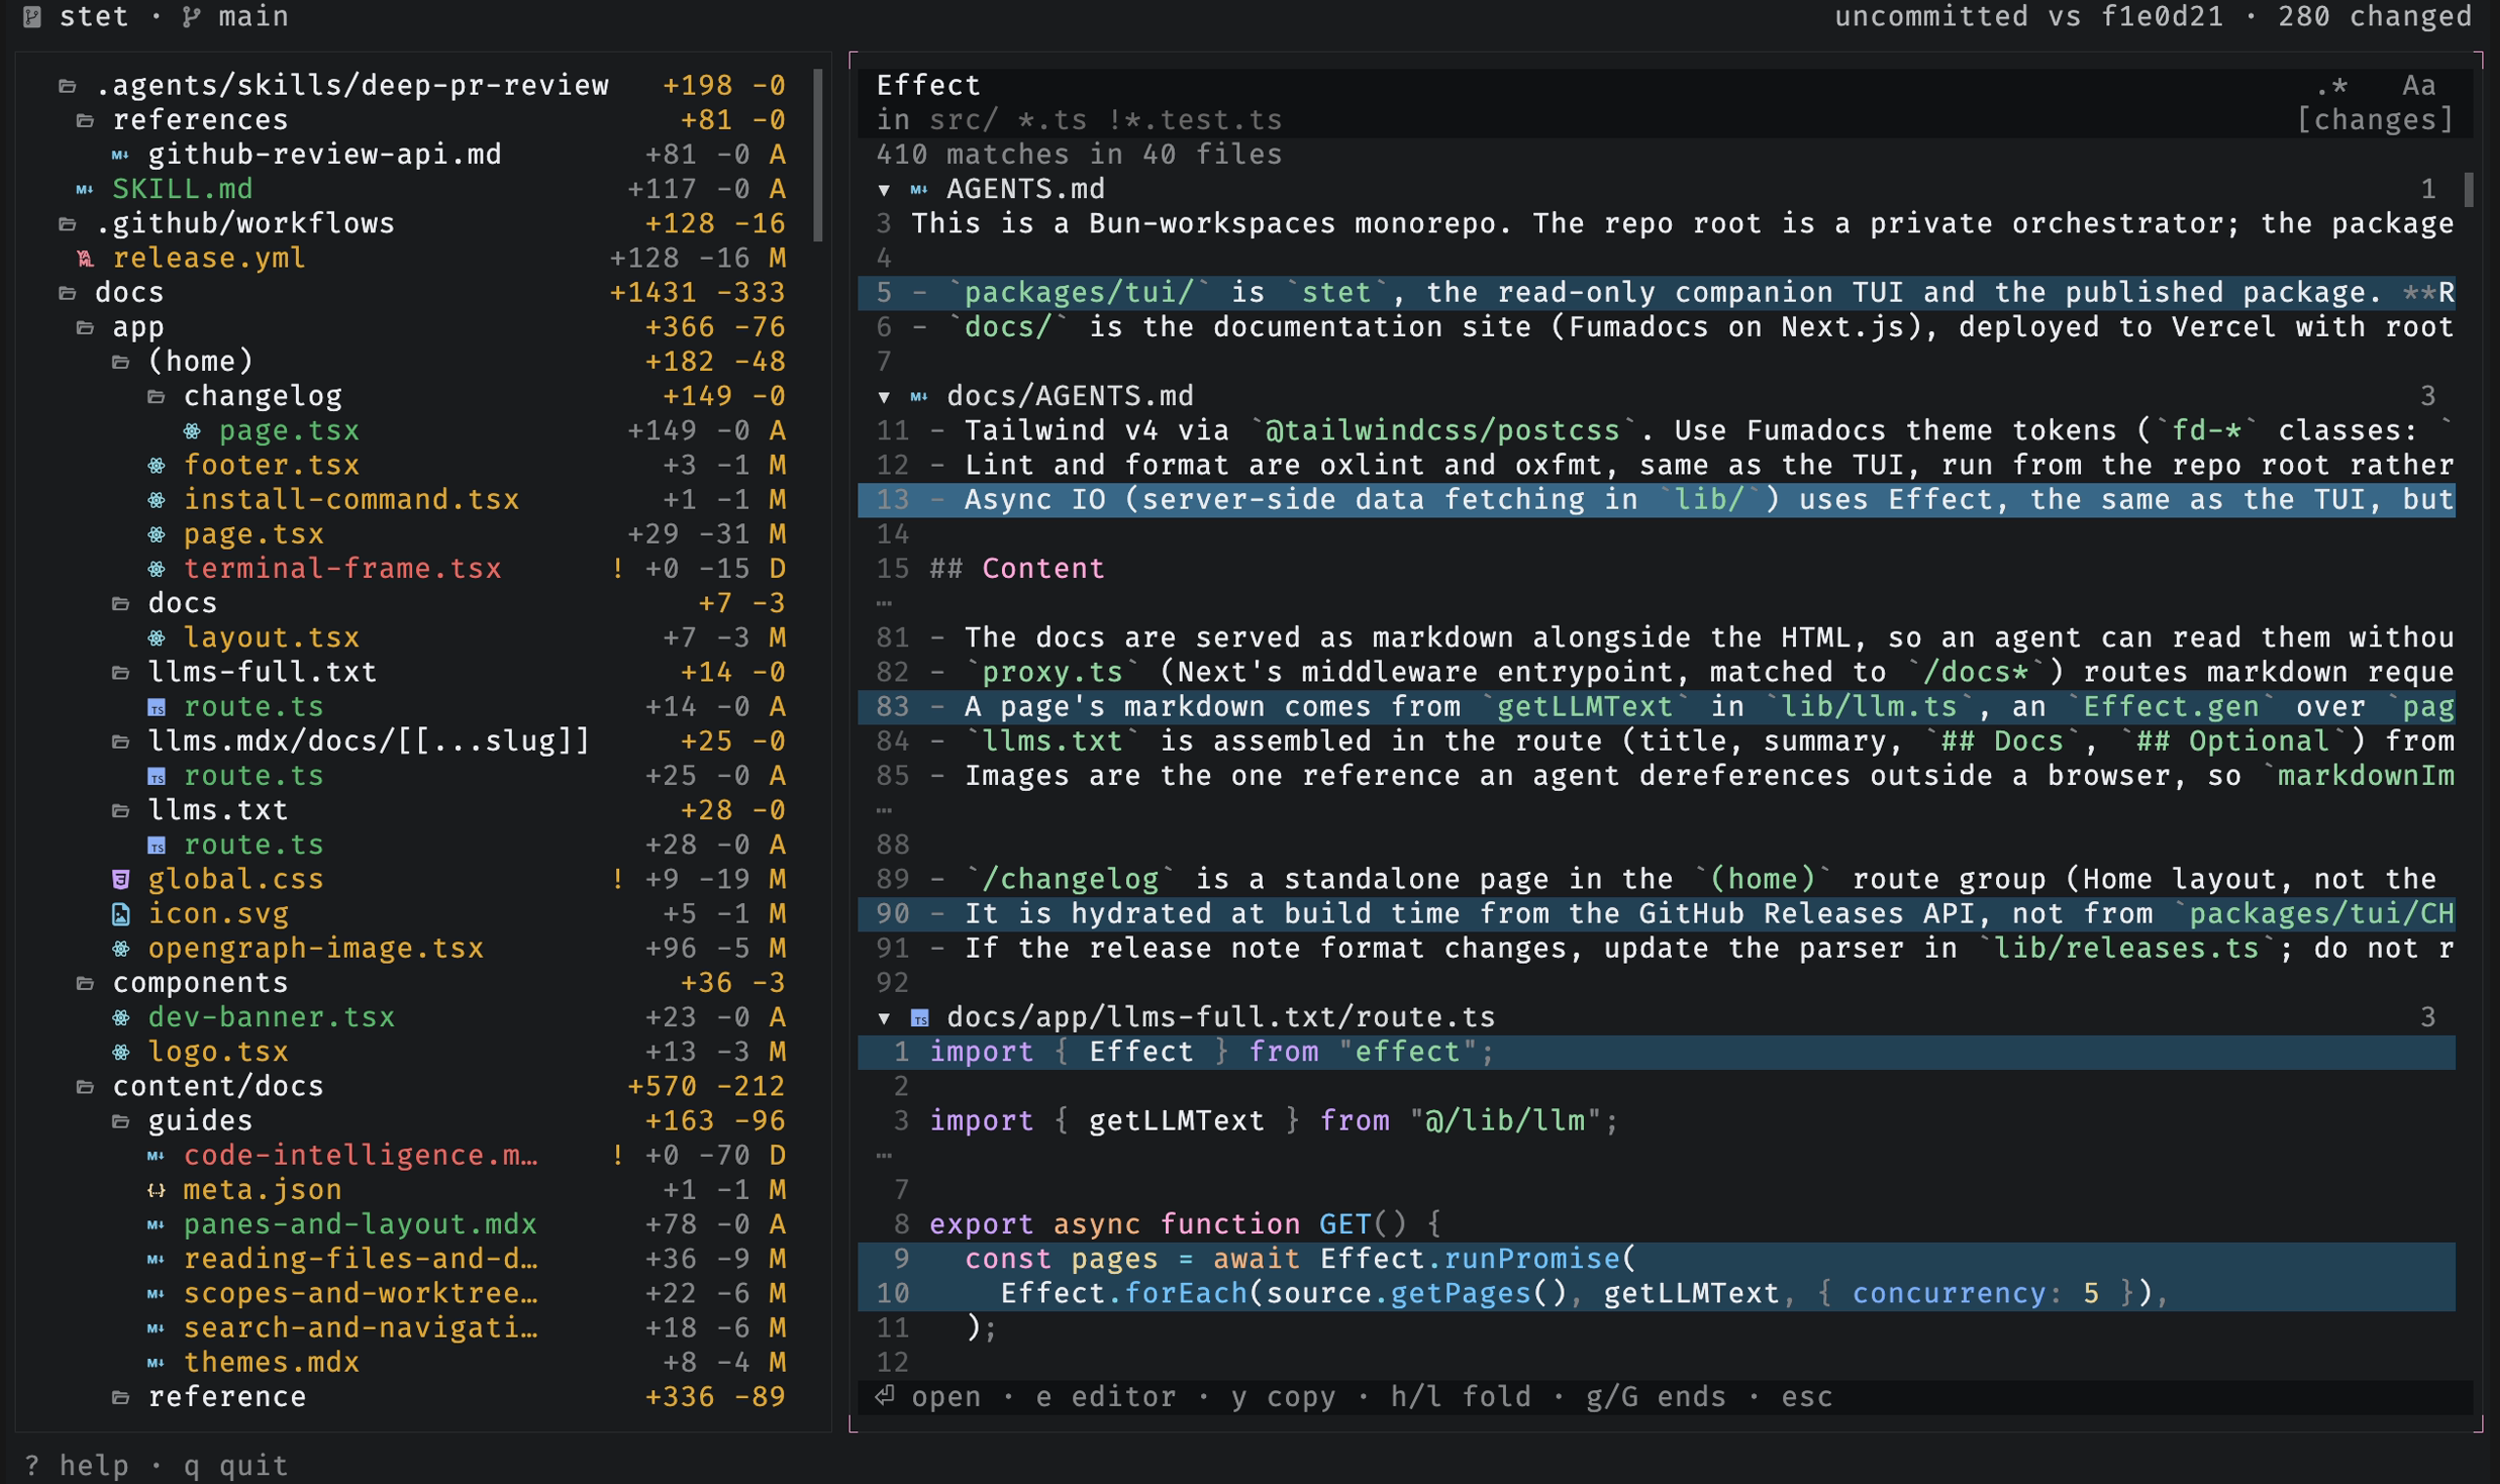 stet · main
uncommitted vs f1e0d21 · 280 changed
.agents/skills/deep-pr-review +198 -0
references +81 -0
github-review-api.md +81 -0 A
SKILL.md +117 -0 A
.github/workflows +128 -16
release.yml +128 -16 M
docs +1431 -333
app +366 -76
(home) +182 -48
changelog +149 -0
page.tsx +149 -0 A
footer.tsx +3 -1 M
install-command.tsx +1 -1 M
page.tsx +29 -31 M
terminal-frame.tsx ! +0 -15 D
docs +7 -3
layout.tsx +7 -3 M
llms-full.txt +14 -0
route.ts +14 -0 A
llms.mdx/docs/[[...slug]] +25 -0
route.ts +25 -0 A
llms.txt +28 -0
route.ts +28 -0 A
global.css ! +9 -19 M
icon.svg +5 -1 M
opengraph-image.tsx +96 -5 M
components +36 -3
dev-banner.tsx +23 -0 A
logo.tsx +13 -3 M
content/docs +570 -212
guides +163 -96
code-intelligence.m… ! +0 -70 D
meta.json +1 -1 M
panes-and-layout.mdx +78 -0 A
reading-files-and-d… +36 -9 M
scopes-and-worktree… +22 -6 M
search-and-navigati… +18 -6 M
themes.mdx +8 -4 M
reference +336 -89
Effect .* Aa
in src/ *.ts !*.test.ts [changes]
410 matches in 40 files
▼ AGENTS.md 1
3 This is a Bun-workspaces monorepo. The repo root is a private orchestrator; the package
4
5 - `packages/tui/` is `stet`, the read-only companion TUI and the published package. **R
6 - `docs/` is the documentation site (Fumadocs on Next.js), deployed to Vercel with root
7
▼ docs/AGENTS.md 3
11 - Tailwind v4 via `@tailwindcss/postcss`. Use Fumadocs theme tokens (`fd-*` classes: `
12 - Lint and format are oxlint and oxfmt, same as the TUI, run from the repo root rather
13 - Async IO (server-side data fetching in `lib/`) uses Effect, the same as the TUI, but
14
15 ## Content
…
81 - The docs are served as markdown alongside the HTML, so an agent can read them withou
82 - `proxy.ts` (Next's middleware entrypoint, matched to `/docs*`) routes markdown reque
83 - A page's markdown comes from `getLLMText` in `lib/llm.ts`, an `Effect.gen` over `pag
84 - `llms.txt` is assembled in the route (title, summary, `## Docs`, `## Optional`) from
85 - Images are the one reference an agent dereferences outside a browser, so `markdownIm
…
88
89 - `/changelog` is a standalone page in the `(home)` route group (Home layout, not the
90 - It is hydrated at build time from the GitHub Releases API, not from `packages/tui/CH
91 - If the release note format changes, update the parser in `lib/releases.ts`; do not r
92
▼ docs/app/llms-full.txt/route.ts 3
1 import { Effect } from "effect";
2
3 import { getLLMText } from "@/lib/llm";
…
7
8 export async function GET() {
9 const pages = await Effect.runPromise(
10 Effect.forEach(source.getPages(), getLLMText, { concurrency: 5 }),
11 );
12
⏎ open · e editor · y copy · h/l fold · g/G ends · esc
? help · q quit